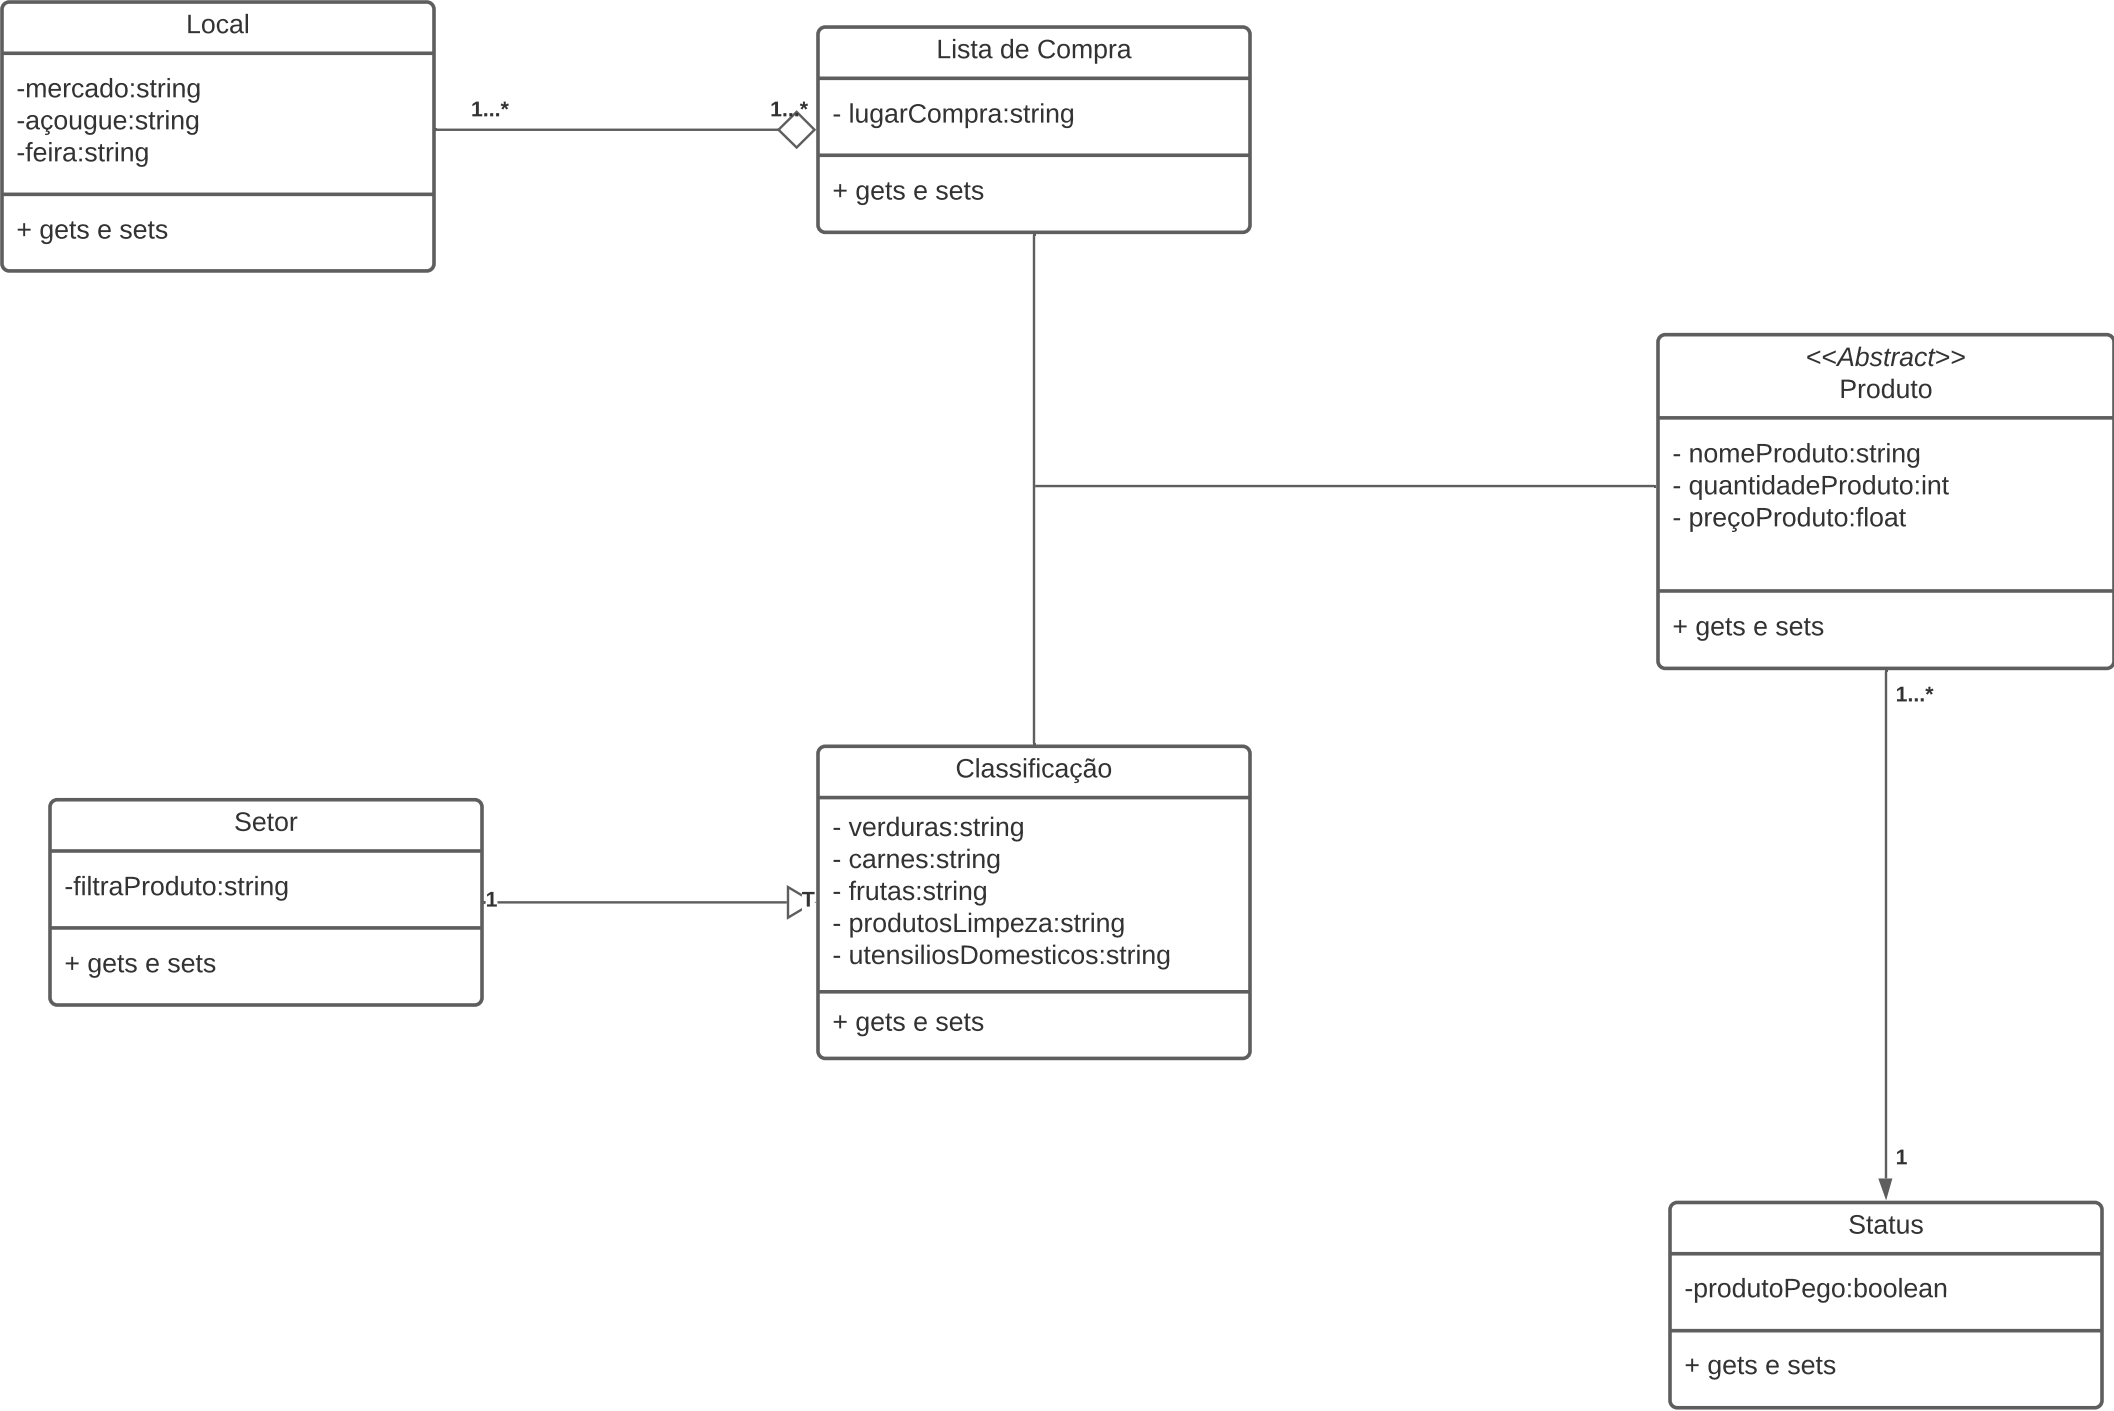 Local
-mercado:string
-açougue:string
-feira:string
+ gets e sets
1...*
1...*
Lista de Compra
- lugarCompra:string
+ gets e sets
<<Abstract>>
Produto
- nomeProduto:string
- quantidadeProduto:int
- preçoProduto:float
+ gets e sets
1...*
Setor
-filtraProduto:string
+ gets e sets
1
T
Classificação
- verduras:string
- carnes:string
- frutas:string
- produtosLimpeza:string
- utensiliosDomesticos:string
+ gets e sets
1
Status
-produtoPego:boolean
+ gets e sets